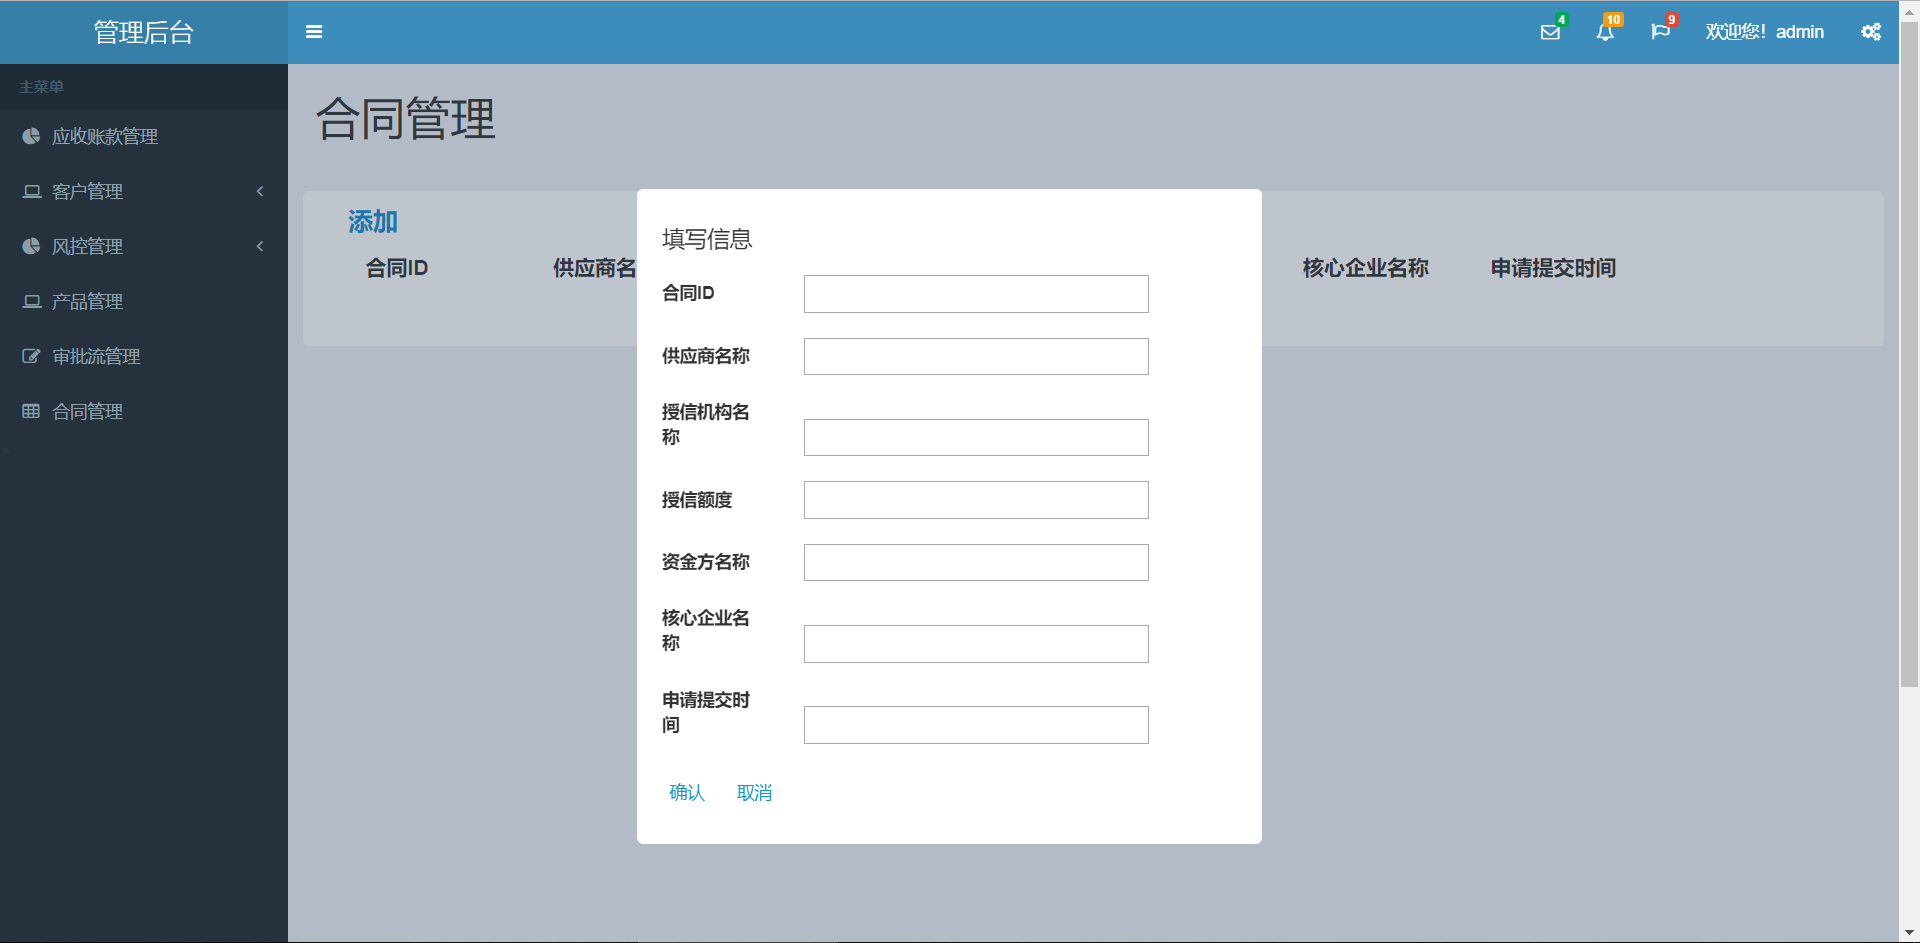 管理后台
4
10
9
欢迎您！admin
主菜单
应收账款管理
客户管理
风控管理
产品管理
审批流管理
合同管理
合同管理
添加
合同ID
供应商名
核心企业名称
申请提交时间
填写信息
合同ID
供应商名称
授信机构名
称
授信额度
资金方名称
核心企业名
称
申请提交时
间
确认
取消